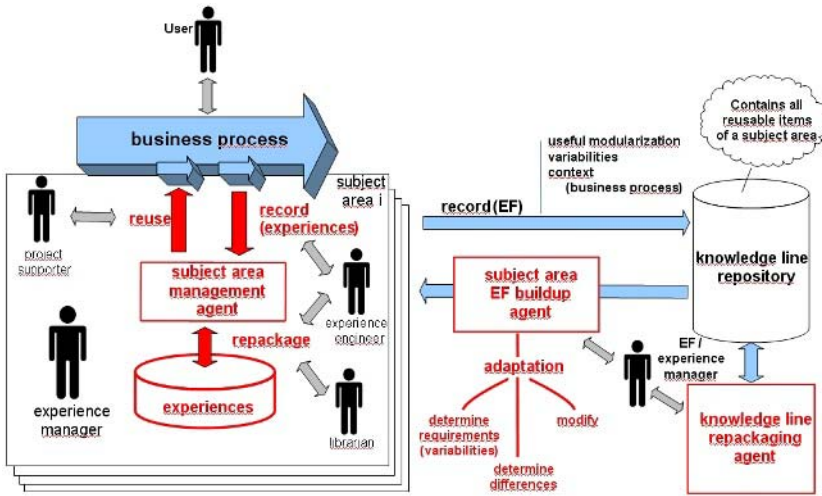 User
business process
subject
area i
reuse
record
(experiences)
project
supporter
subject area
management
agent
experience
engineer
repackage
experiences
experience
manager
librarian
Contains all
reusable items
of a subject area
useful modularization
variabilities
context
(business process)
record (EF)
knowledge line
repository
subject area
EF buildup
agent
EF /
experience
manager
adaptation
determine
requirements
(variabilities)
modify
determine
differences
knowledge line
repackaging
agent